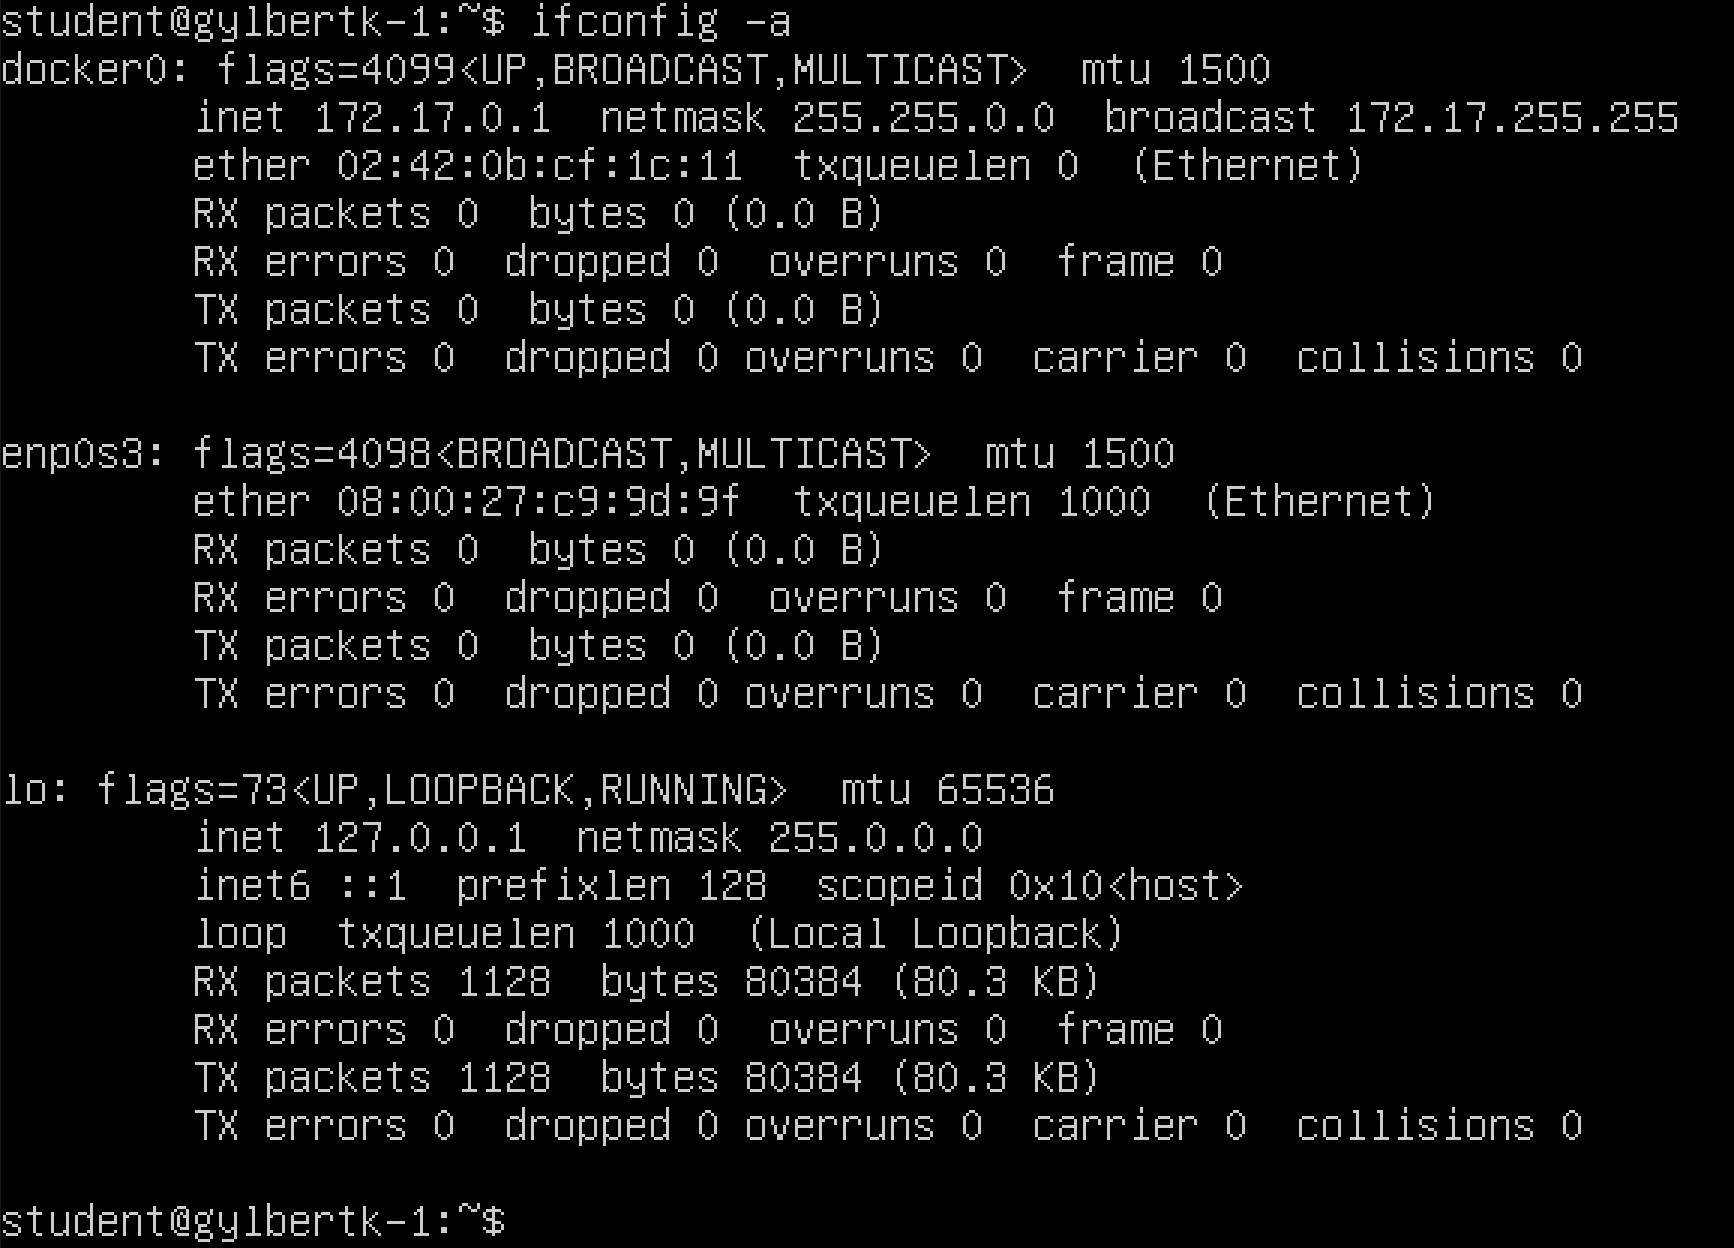 student@gylbertk-1:~$ ifconfig -a
docker0: flags=4099<UP,BROADCAST,MULTICAST>  mtu 1500
        inet 172.17.0.1  netmask 255.255.0.0  broadcast 172.17.255.255
        ether 02:42:0b:cf:1c:11  txqueuelen 0  (Ethernet)
        RX packets 0  bytes 0 (0.0 B)
        RX errors 0  dropped 0  overruns 0  frame 0
        TX packets 0  bytes 0 (0.0 B)
        TX errors 0  dropped 0 overruns 0  carrier 0  collisions 0

enp0s3: flags=4098<BROADCAST,MULTICAST>  mtu 1500
        ether 08:00:27:c9:9d:9f  txqueuelen 1000  (Ethernet)
        RX packets 0  bytes 0 (0.0 B)
        RX errors 0  dropped 0  overruns 0  frame 0
        TX packets 0  bytes 0 (0.0 B)
        TX errors 0  dropped 0 overruns 0  carrier 0  collisions 0

lo: flags=73<UP,LOOPBACK,RUNNING>  mtu 65536
        inet 127.0.0.1  netmask 255.0.0.0
        inet6 ::1  prefixlen 128  scopeid 0x10<host>
        loop  txqueuelen 1000  (Local Loopback)
        RX packets 1128  bytes 80384 (80.3 KB)
        RX errors 0  dropped 0  overruns 0  frame 0
        TX packets 1128  bytes 80384 (80.3 KB)
        TX errors 0  dropped 0 overruns 0  carrier 0  collisions 0

student@gylbertk-1:~$